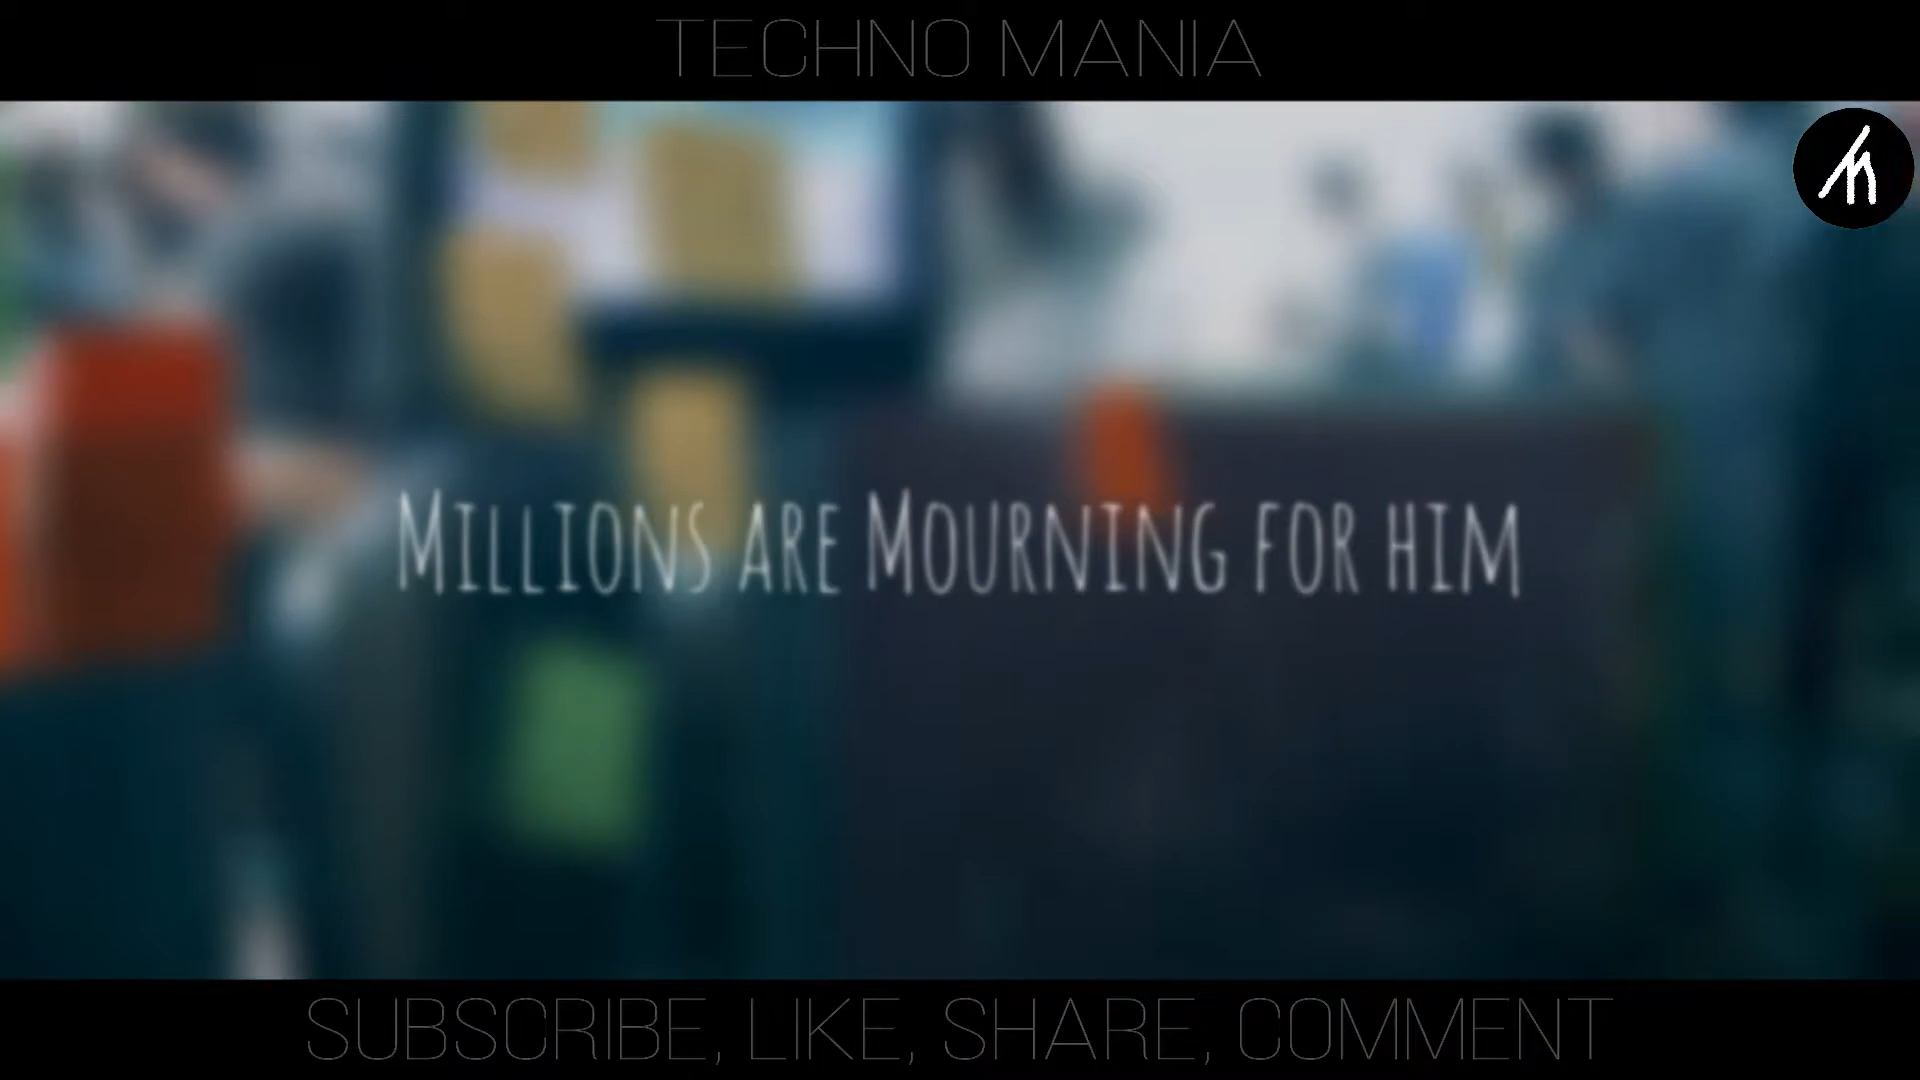 TECHNO MANIA
Millions are Mourning for him
SUBSCRIBE, LIKE, SHARE, COMMENT